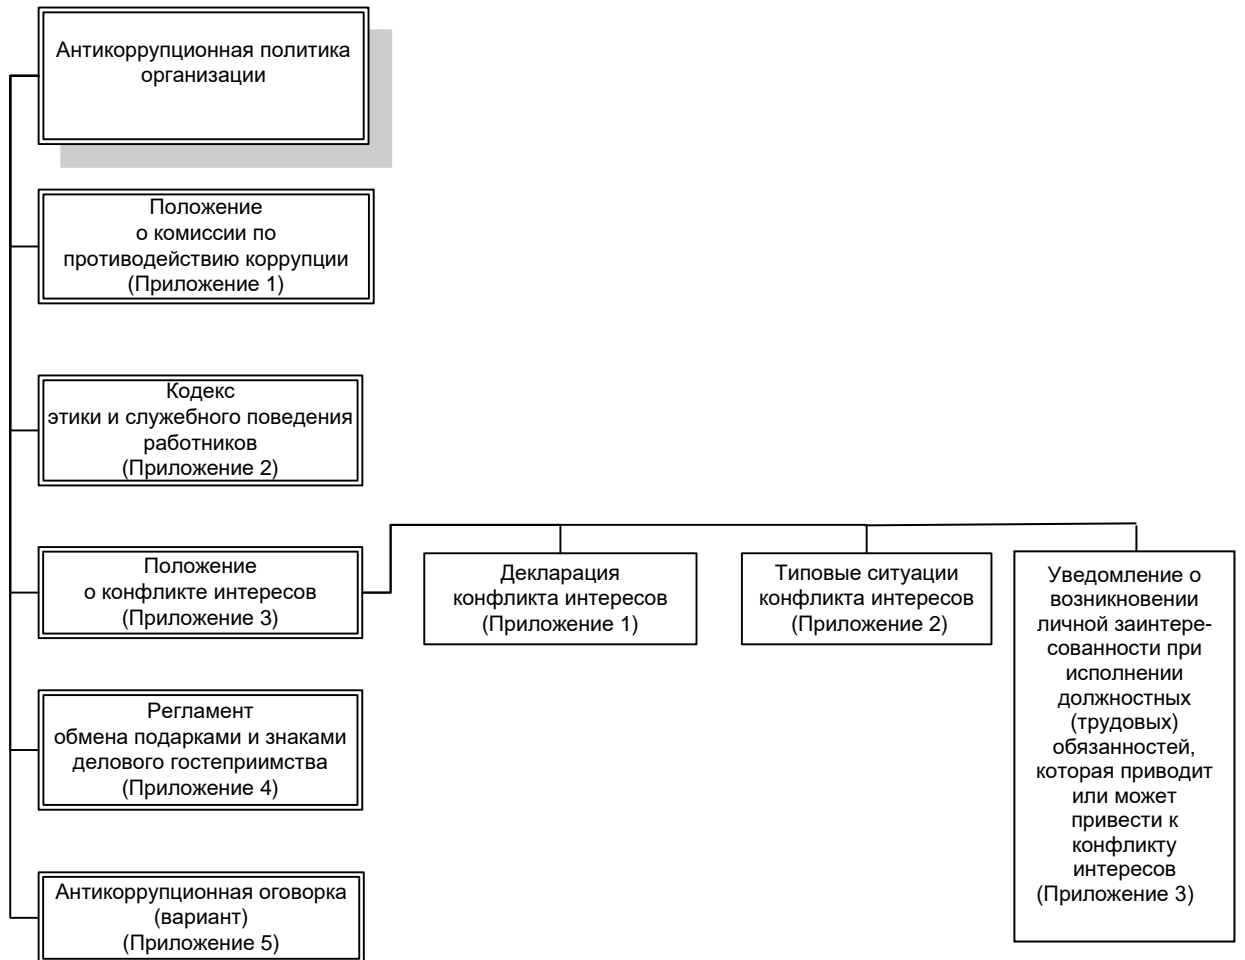 Антикоррупционная политика
организации
Положение
о комиссии по
противодействию коррупции
(Приложение 1)
Кодекс
этики и служебного поведения
работников
(Приложение 2)
Положение
о конфликте интересов
(Приложение 3)
Декларация
конфликта интересов
(Приложение 1)
Типовые ситуации
конфликта интересов
(Приложение 2)
Уведомление о
возникновении
личной заинтере-
сованности при
исполнении
должностных
(трудовых)
обязанностей,
которая приводит
или может
привести к
конфликту
интересов
(Приложение 3)
Регламент
обмена подарками и знаками
делового гостеприимства
(Приложение 4)
Антикоррупционная оговорка
(вариант)
(Приложение 5)